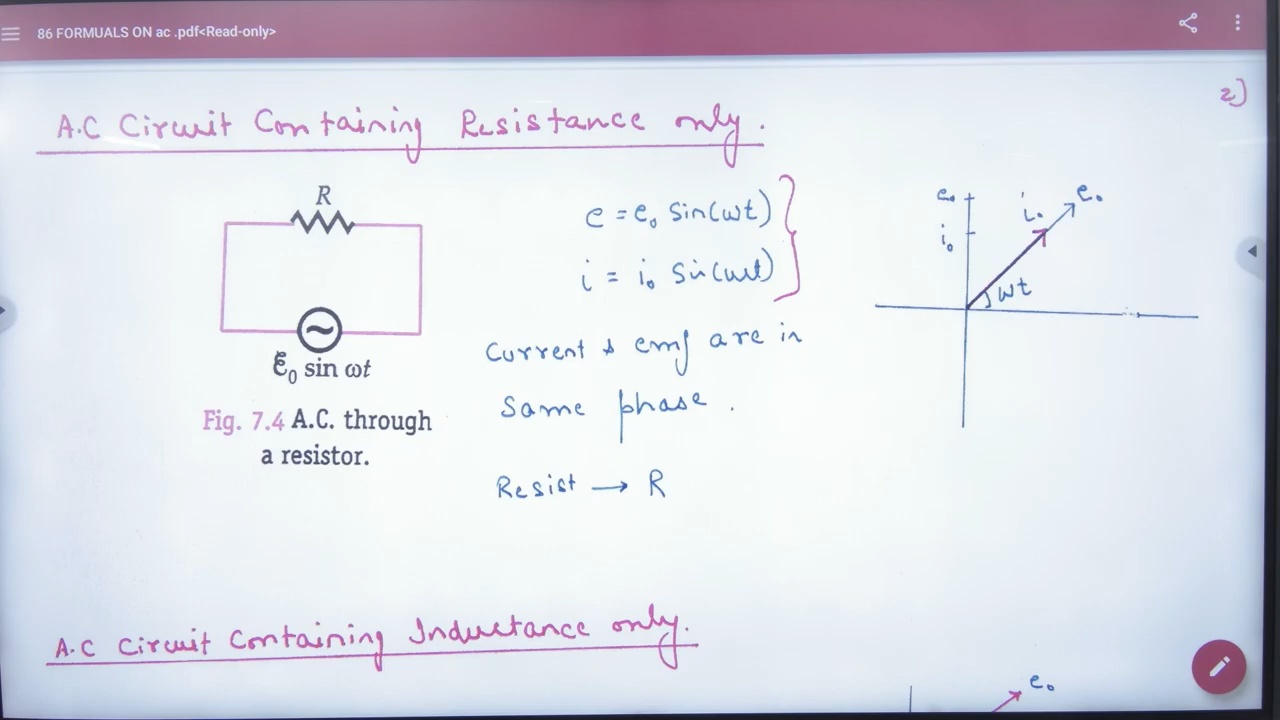 86 FORMUALS ON ac .pdf<Read-only>
2)
A.C Circuit Containing Resistance only.
R
ℰ₀ sin ωt
Fig. 7.4 A.C. through
a resistor.
e = e₀ sin(ωt)
i = i₀ sin(ωt)
Current & emf are in
Same phase.
Resist → R
e₀
i₀
i₀
e₀
ωt
A.C Circuit Containing Inductance only.
e₀